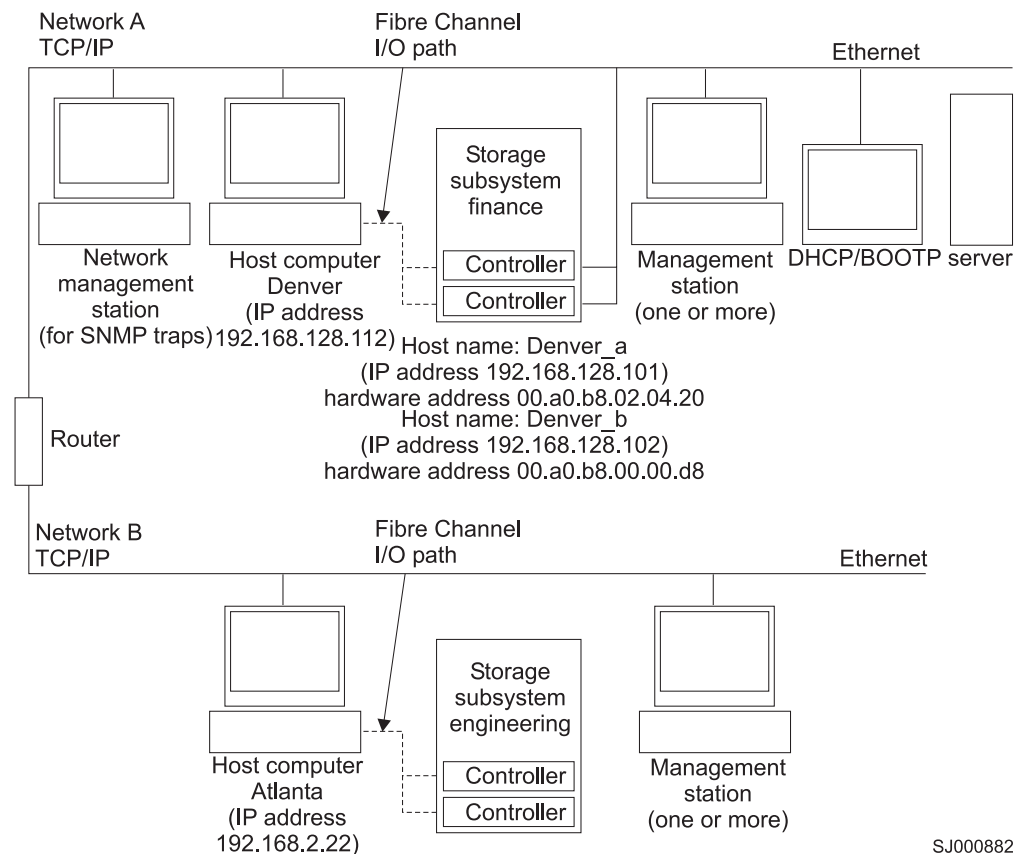 Network A
TCP/IP
Fibre Channel
I/O path
Ethernet
Storage
subsystem
finance
Controller
Controller
Network
management
station
(for SNMP traps)
Host computer
Denver
(IP address
192.168.128.112)
Management
station
(one or more)
DHCP/BOOTP server
Host name: Denver_a
(IP address 192.168.128.101)
hardware address 00.a0.b8.02.04.20
Host name: Denver_b
(IP address 192.168.128.102)
hardware address 00.a0.b8.00.00.d8
Router
Network B
TCP/IP
Fibre Channel
I/O path
Ethernet
Storage
subsystem
engineering
Controller
Controller
Host computer
Atlanta
(IP address
192.168.2.22)
Management
station
(one or more)
SJ000882